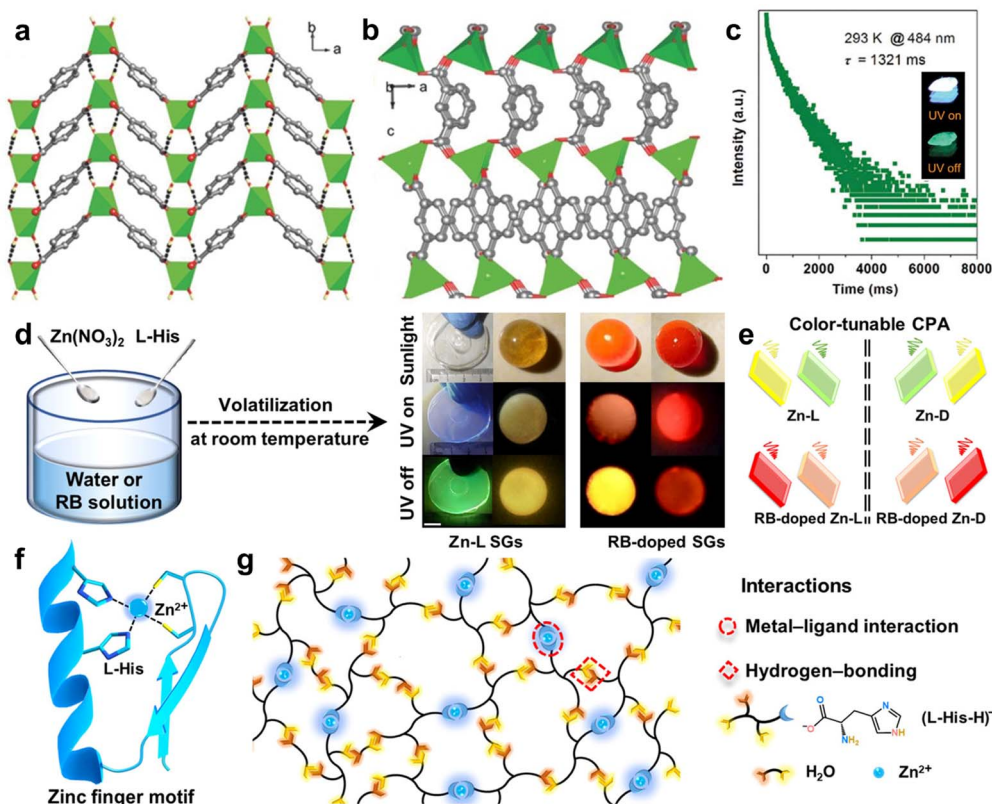 a
b
a
b
a
c
c
293 K @ 484 nm
τ = 1321 ms
UV on
UV off
Intensity (a.u.)
0 2000 4000 6000 8000
Time (ms)
d
Zn(NO₃)₂ L-His
Volatilization
at room temperature
Water or
RB solution
Sunlight
UV on
UV off
Zn-L SGs
RB-doped SGs
e
Color-tunable CPA
Zn-L
Zn-D
RB-doped Zn-L
RB-doped Zn-D
f
Zn²⁺
L-His
Zinc finger motif
g
Interactions
Metal–ligand interaction
Hydrogen–bonding
O
⁻O
NH₂
N
NH
(L-His-H)⁻
H₂O
Zn²⁺